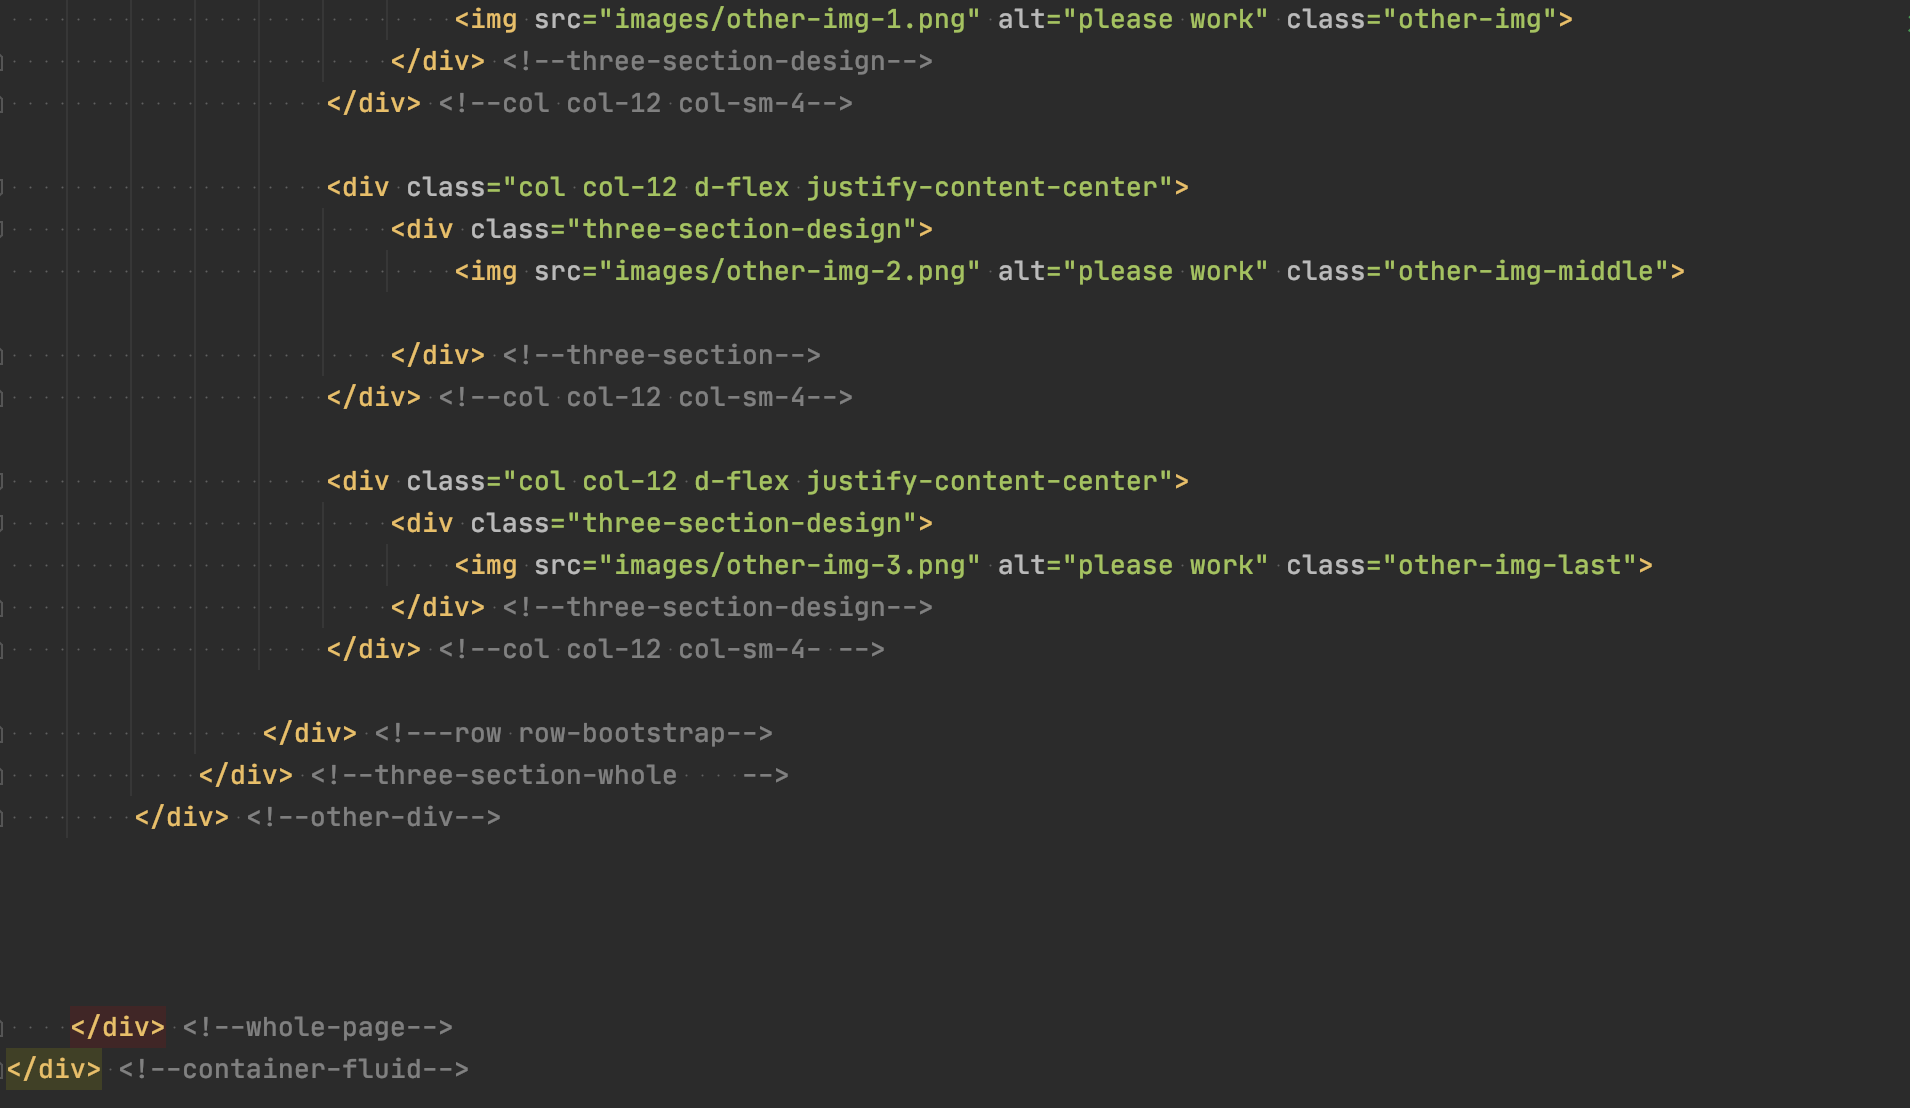 <img src="images/other-img-1.png" alt="please work" class="other-img">
</div> <!--three-section-design-->
</div> <!--col col-12 col-sm-4-->
<div class="col col-12 d-flex justify-content-center">
<div class="three-section-design">
<img src="images/other-img-2.png" alt="please work" class="other-img-middle">
</div> <!--three-section-->
</div> <!--col col-12 col-sm-4-->
<div class="col col-12 d-flex justify-content-center">
<div class="three-section-design">
<img src="images/other-img-3.png" alt="please work" class="other-img-last">
</div> <!--three-section-design-->
</div> <!--col col-12 col-sm-4- -->
</div> <!---row row-bootstrap-->
</div> <!--three-section-whole    -->
</div> <!--other-div-->
</div> <!--whole-page-->
</div> <!--container-fluid-->